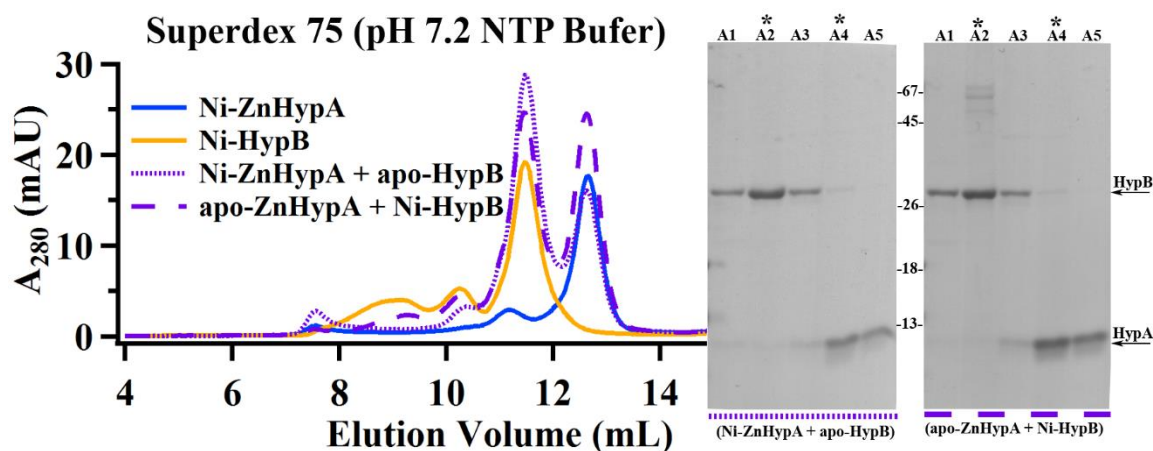 Superdex 75 (pH 7.2 NTP Bufer)
30
20
10
0
A280 (mAU)
Ni-ZnHypA
Ni-HypB
Ni-ZnHypA + apo-HypB
apo-ZnHypA + Ni-HypB
4 6 8 10 12 14
Elution Volume (mL)
* *
A1 A2 A3 A4 A5
* *
A1 A2 A3 A4 A5
-67-
-45-
-26-
-18-
-13-
HypB
HypA
(Ni-ZnHypA + apo-HypB)
(apo-ZnHypA + Ni-HypB)